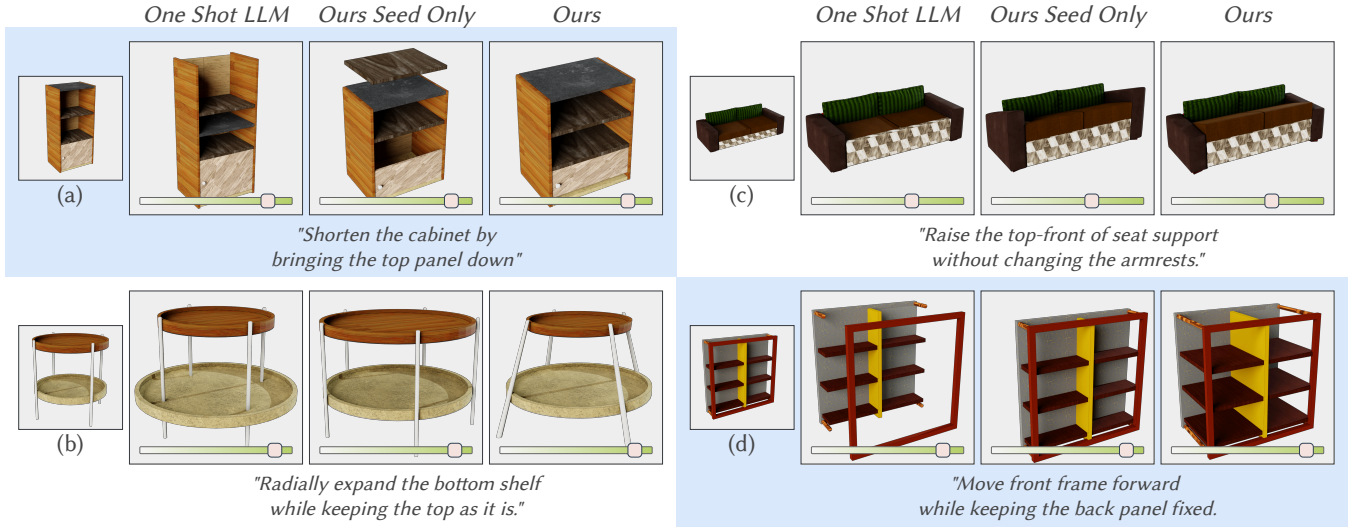 One Shot LLM Ours Seed Only Ours
(a)
"Shorten the cabinet by
bringing the top panel down"
(b)
"Radially expand the bottom shelf
while keeping the top as it is."
One Shot LLM Ours Seed Only Ours
(c)
"Raise the top-front of seat support
without changing the armrests."
(d)
"Move front frame forward
while keeping the back panel fixed.